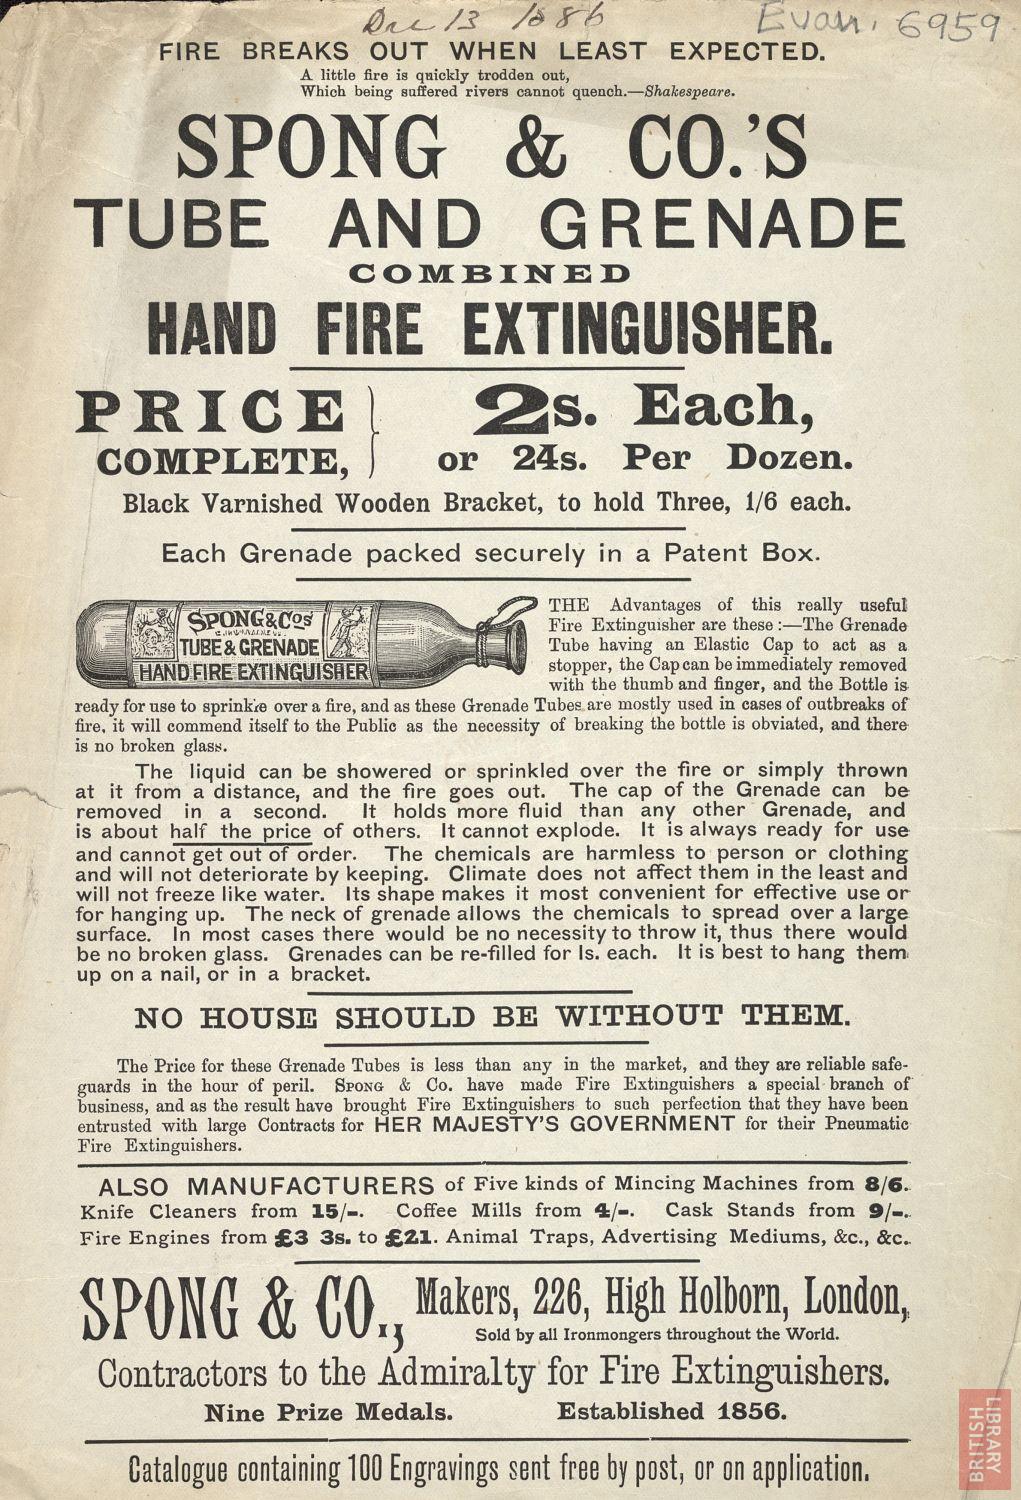 Dec 13 1886
Evan. 6959
FIRE BREAKS OUT WHEN LEAST EXPECTED.
A little fire is quickly trodden out,
Which being suffered rivers cannot quench.—Shakespeare.
SPONG & CO.'S
TUBE AND GRENADE
COMBINED
HAND FIRE EXTINGUISHER.
PRICE COMPLETE,
2s. Each,
or 24s. Per Dozen.
Black Varnished Wooden Bracket, to hold Three, 1/6 each.
Each Grenade packed securely in a Patent Box.
SPONG & Cos
TUBE & GRENADE
HAND FIRE EXTINGUISHER
THE Advantages of this really useful
Fire Extinguisher are these :—The Grenade
Tube having an Elastic Cap to act as a
stopper, the Cap can be immediately removed
with the thumb and finger, and the Bottle is
ready for use to sprinkle over a fire, and as these Grenade Tubes are mostly used in cases of outbreaks of
fire, it will commend itself to the Public as the necessity of breaking the bottle is obviated, and there
is no broken glass.
The liquid can be showered or sprinkled over the fire or simply thrown
at it from a distance, and the fire goes out. The cap of the Grenade can be
removed in a second. It holds more fluid than any other Grenade, and
is about half the price of others. It cannot explode. It is always ready for use
and cannot get out of order. The chemicals are harmless to person or clothing
and will not deteriorate by keeping. Climate does not affect them in the least and
will not freeze like water. Its shape makes it most convenient for effective use or
for hanging up. The neck of grenade allows the chemicals to spread over a large
surface. In most cases there would be no necessity to throw it, thus there would
be no broken glass. Grenades can be re-filled for 1s. each. It is best to hang them
up on a nail, or in a bracket.
NO HOUSE SHOULD BE WITHOUT THEM.
The Price for these Grenade Tubes is less than any in the market, and they are reliable safe-
guards in the hour of peril. SPONG & Co. have made Fire Extinguishers a special branch of
business, and as the result have brought Fire Extinguishers to such perfection that they have been
entrusted with large Contracts for HER MAJESTY'S GOVERNMENT for their Pneumatic
Fire Extinguishers.
ALSO MANUFACTURERS of Five kinds of Mincing Machines from 8/6.
Knife Cleaners from 15/-. Coffee Mills from 4/-. Cask Stands from 9/-.
Fire Engines from £3 3s. to £21. Animal Traps, Advertising Mediums, &c., &c.
SPONG & CO., Makers, 226, High Holborn, London,
Sold by all Ironmongers throughout the World.
Contractors to the Admiralty for Fire Extinguishers.
Nine Prize Medals. Established 1856.
Catalogue containing 100 Engravings sent free by post, or on application.
BRITISH
LIBRARY